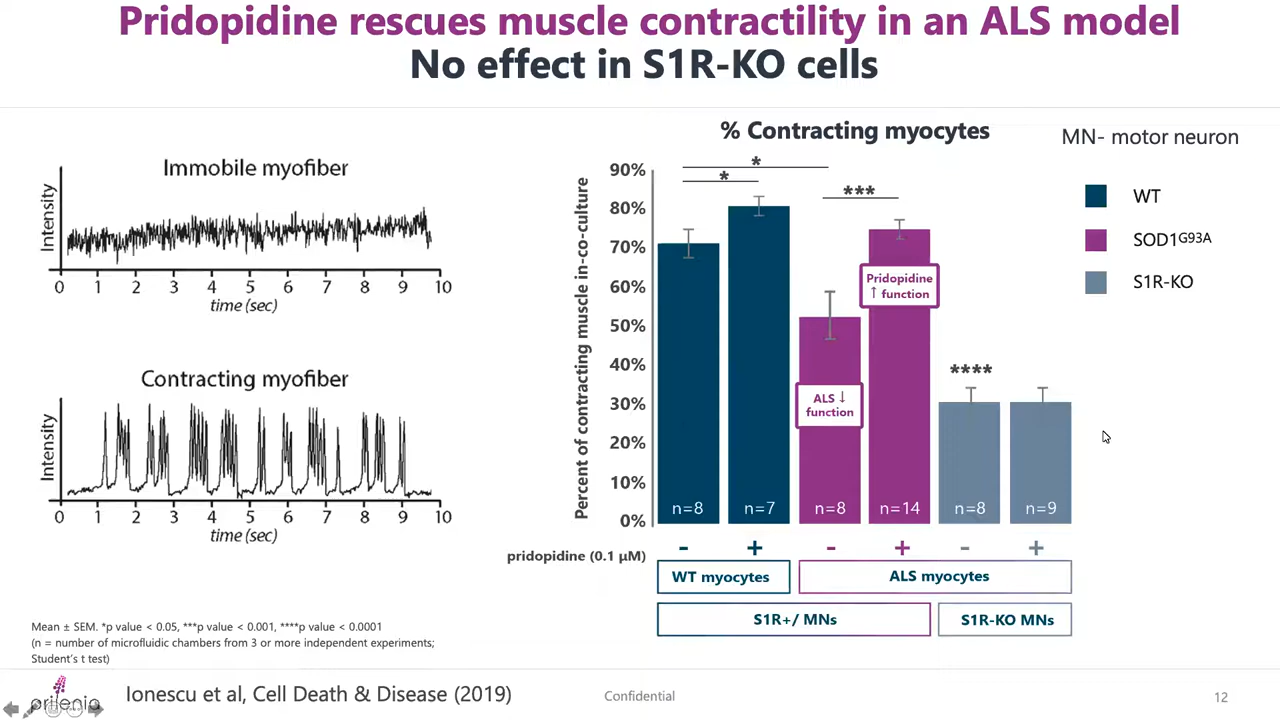 Pridopidine rescues muscle contractility in an ALS model
No effect in S1R-KO cells
Immobile myofiber
Intensity
0 1 2 3 4 5 6 7 8 9 10
time (sec)
Contracting myofiber
Intensity
0 1 2 3 4 5 6 7 8 9 10
time (sec)
% Contracting myocytes
Percent of contracting muscle in-co-culture
90%
80%
70%
60%
50%
40%
30%
20%
10%
0%
*
*
***
****
Pridopidine
↑ function
ALS ↓
function
n=8 n=7 n=8 n=14 n=8 n=9
pridopidine (0.1 µM) - + - + - +
WT myocytes ALS myocytes
S1R+/ MNs S1R-KO MNs
MN- motor neuron
WT
SOD1G93A
S1R-KO
Mean ± SEM. *p value < 0.05, ***p value < 0.001, ****p value < 0.0001
(n = number of microfluidic chambers from 3 or more independent experiments;
Student's t test)
prilenia
Ionescu et al, Cell Death & Disease (2019)
Confidential
12